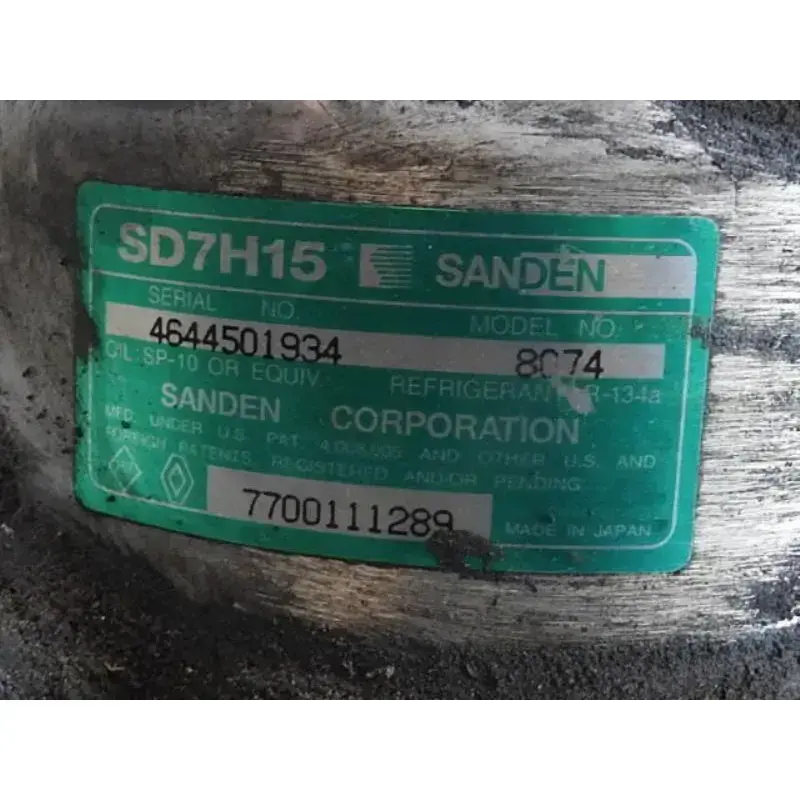 SD7H15 SANDEN
SERIAL NO. MODEL NO.
4644501934 8074
OIL:SP-10 OR EQUIV. REFRIGERANT R-134a
SANDEN CORPORATION
MFD. UNDER U.S. PAT. AND OTHER U.S. AND
FOREIGN PATENTS REGISTERED AND/OR PENDING
7700111289 MADE IN JAPAN